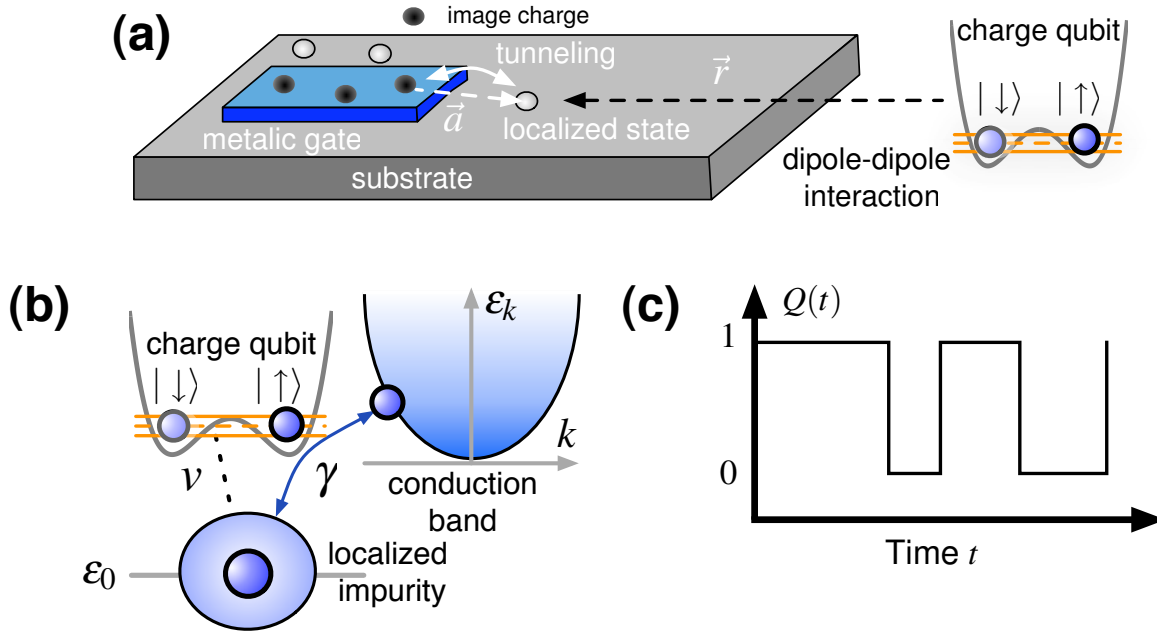 (a)
image charge
tunneling
a⃗
r⃗
metalic gate
localized state
substrate
charge qubit
|↓⟩ |↑⟩
dipole-dipole
interaction
(b)
charge qubit
|↓⟩ |↑⟩
εₖ
k
ν
γ
conduction
band
ε₀
localized
impurity
(c)
Q(t)
1
0
Time t